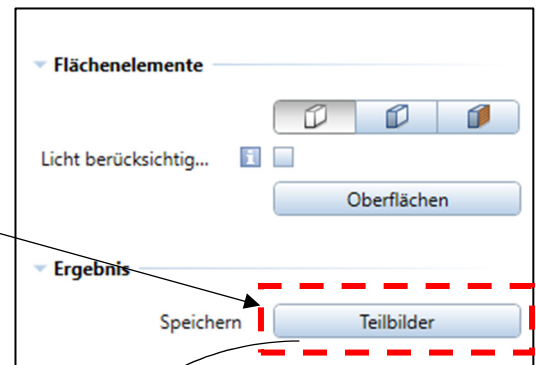 Flächenelemente
Licht berücksichtig...
Oberflächen
Ergebnis
Speichern Teilbilder